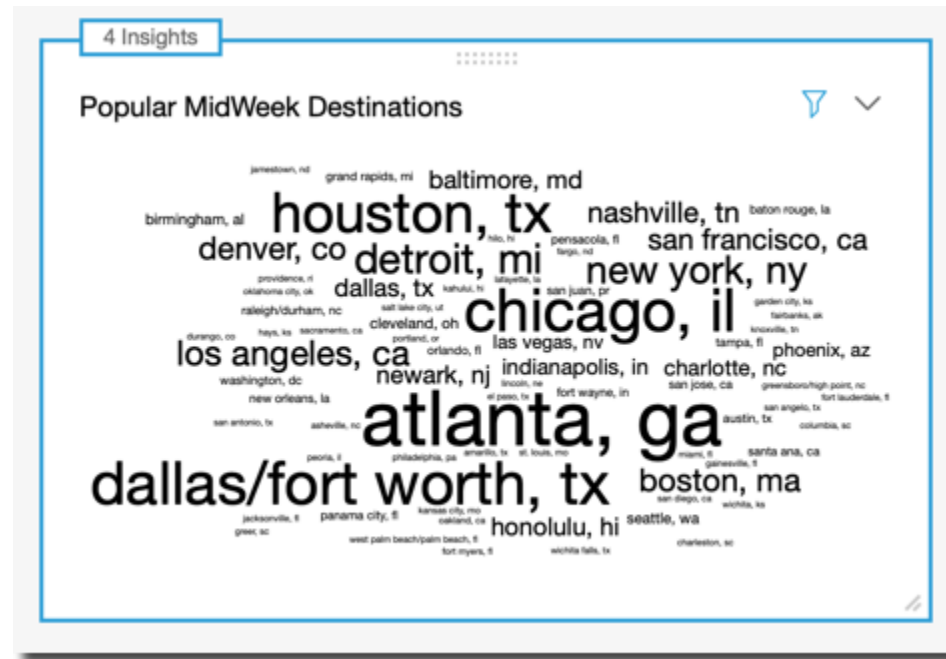 4 Insights
Popular MidWeek Destinations
jamestown, nd
grand rapids, mi
baltimore, md
birmingham, al
houston, tx
nashville, tn
baton rouge, la
denver, co
detroit, mi
hilo, hi
pensacola, fl
fargo, nd
san francisco, ca
providence, ri
oklahoma city, ok
dallas, tx
kahului, hi
lafayette, la
san juan, pr
new york, ny
raleigh/durham, nc
salt lake city, ut
cleveland, oh
chicago, il
garden city, ks
fairbanks, ak
knoxville, tn
durango, co
hays, ks
sacramento, ca
portland, or
las vegas, nv
tampa, fl
phoenix, az
los angeles, ca
orlando, fl
indianapolis, in
charlotte, nc
washington, dc
newark, nj
lincoln, ne
san jose, ca
greensboro/high point, nc
new orleans, la
el paso, tx
fort wayne, in
fort lauderdale, fl
san angelo, tx
san antonio, tx
asheville, nc
atlanta, ga
austin, tx
columbia, sc
peoria, il
philadelphia, pa
amarillo, tx
st. louis, mo
miami, fl
santa ana, ca
gainesville, fl
dallas/fort worth, tx
boston, ma
san diego, ca
wichita, ks
jacksonville, fl
panama city, fl
kansas city, mo
oakland, ca
honolulu, hi
seattle, wa
greer, sc
west palm beach/palm beach, fl
fort myers, fl
wichita falls, tx
charleston, sc